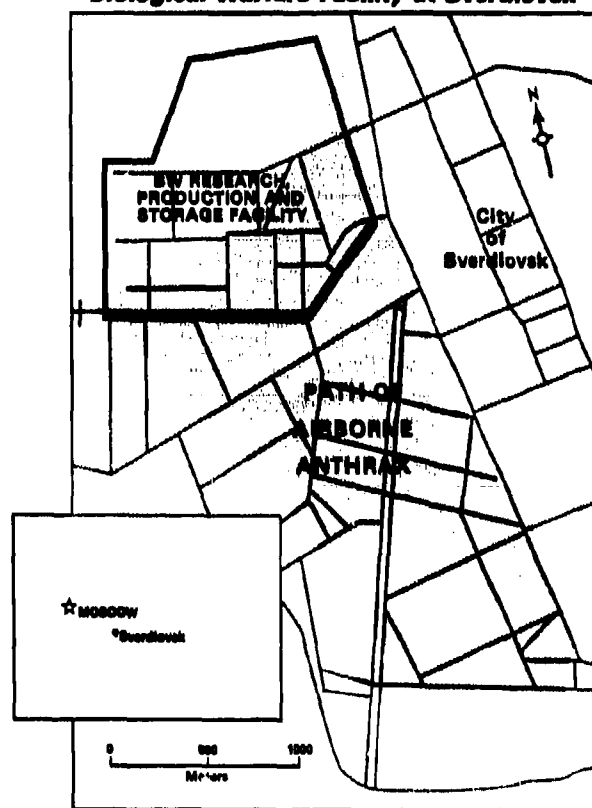 Biological Warfare Facility at Sverdlovsk
N
BW RESEARCH,
PRODUCTION AND
STORAGE FACILITY
City
of
Sverdlovsk
PATH OF
AIRBORNE
ANTHRAX
MOSCOW
Sverdlovsk
0 500 1000
Meters